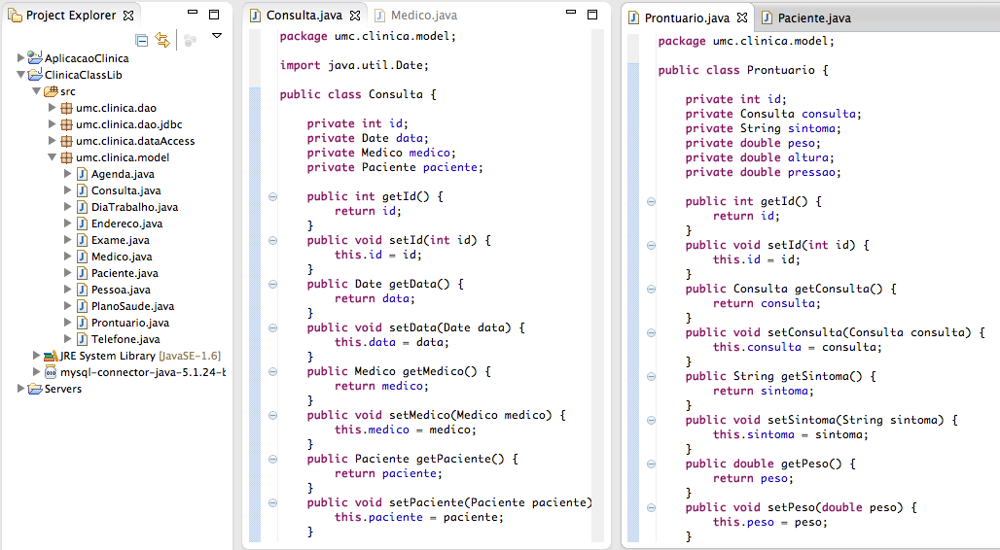 Project Explorer
AplicacaoClinica
ClinicaClassLib
src
umc.clinica.dao
umc.clinica.dao.jdbc
umc.clinica.dataAccess
umc.clinica.model
Agenda.java
Consulta.java
DiaTrabalho.java
Endereco.java
Exame.java
Medico.java
Paciente.java
Pessoa.java
PlanoSaude.java
Prontuario.java
Telefone.java
JRE System Library [JavaSE-1.6]
mysql-connector-java-5.1.24-b
Servers
Consulta.java
Medico.java
package umc.clinica.model;
import java.util.Date;
public class Consulta {
private int id;
private Date data;
private Medico medico;
private Paciente paciente;
public int getId() {
return id;
}
public void setId(int id) {
this.id = id;
}
public Date getData() {
return data;
}
public void setData(Date data) {
this.data = data;
}
public Medico getMedico() {
return medico;
}
public void setMedico(Medico medico) {
this.medico = medico;
}
public Paciente getPaciente() {
return paciente;
}
public void setPaciente(Paciente paciente)
this.paciente = paciente;
}
Prontuario.java
Paciente.java
package umc.clinica.model;
public class Prontuario {
private int id;
private Consulta consulta;
private String sintoma;
private double peso;
private double altura;
private double pressao;
public int getId() {
return id;
}
public void setId(int id) {
this.id = id;
}
public Consulta getConsulta() {
return consulta;
}
public void setConsulta(Consulta consulta) {
this.consulta = consulta;
}
public String getSintoma() {
return sintoma;
}
public void setSintoma(String sintoma) {
this.sintoma = sintoma;
}
public double getPeso() {
return peso;
}
public void setPeso(double peso) {
this.peso = peso;
}